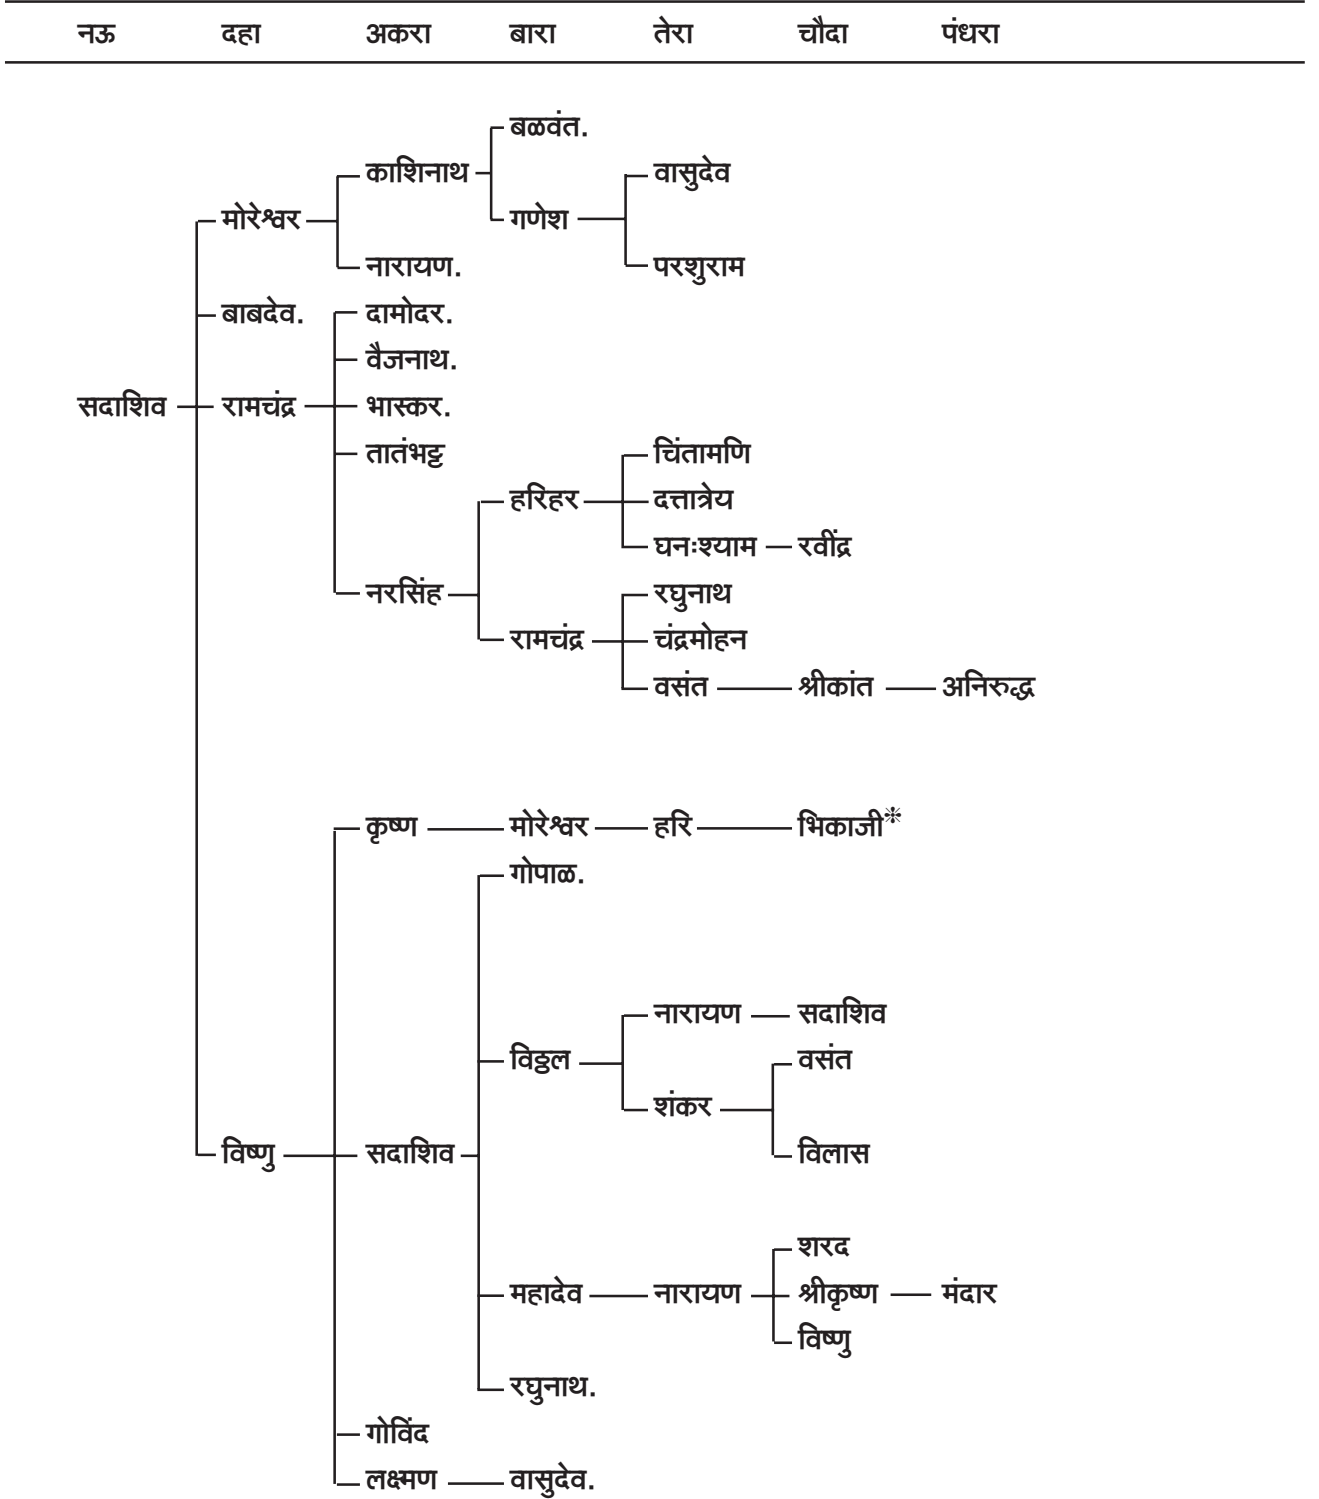 नऊ दहा अकरा बारा तेरा चौदा पंधरा
बळवंत.
काशिनाथ वासुदेव
मोरेश्वर गणेश
नारायण. परशुराम
बाबदेव. दामोदर.
वैजनाथ.
सदाशिव रामचंद्र भास्कर.
तातंभट्ट चिंतामणि
हरिहर दत्तात्रेय
घनःश्याम रवींद्र
नरसिंह रघुनाथ
रामचंद्र चंद्रमोहन
वसंत श्रीकांत अनिरुद्ध
कृष्ण मोरेश्वर हरि भिकाजी❉
गोपाळ.
नारायण सदाशिव
विठ्ठल वसंत
शंकर
विष्णु सदाशिव विलास
शरद
महादेव नारायण श्रीकृष्ण मंदार
विष्णु
रघुनाथ.
गोविंद
लक्ष्मण वासुदेव.